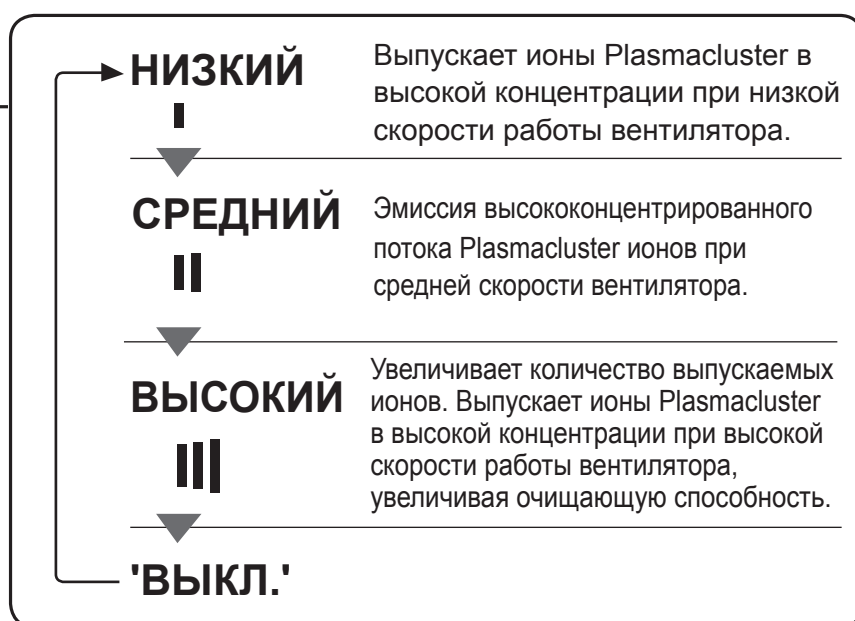 НИЗКИЙ
Выпускает ионы Plasmacluster в
высокой концентрации при низкой
скорости работы вентилятора.
СРЕДНИЙ
Эмиссия высококонцентрированного
потока Plasmacluster ионов при
средней скорости вентилятора.
ВЫСОКИЙ
Увеличивает количество выпускаемых
ионов. Выпускает ионы Plasmacluster
в высокой концентрации при высокой
скорости работы вентилятора,
увеличивая очищающую способность.
'ВЫКЛ.'